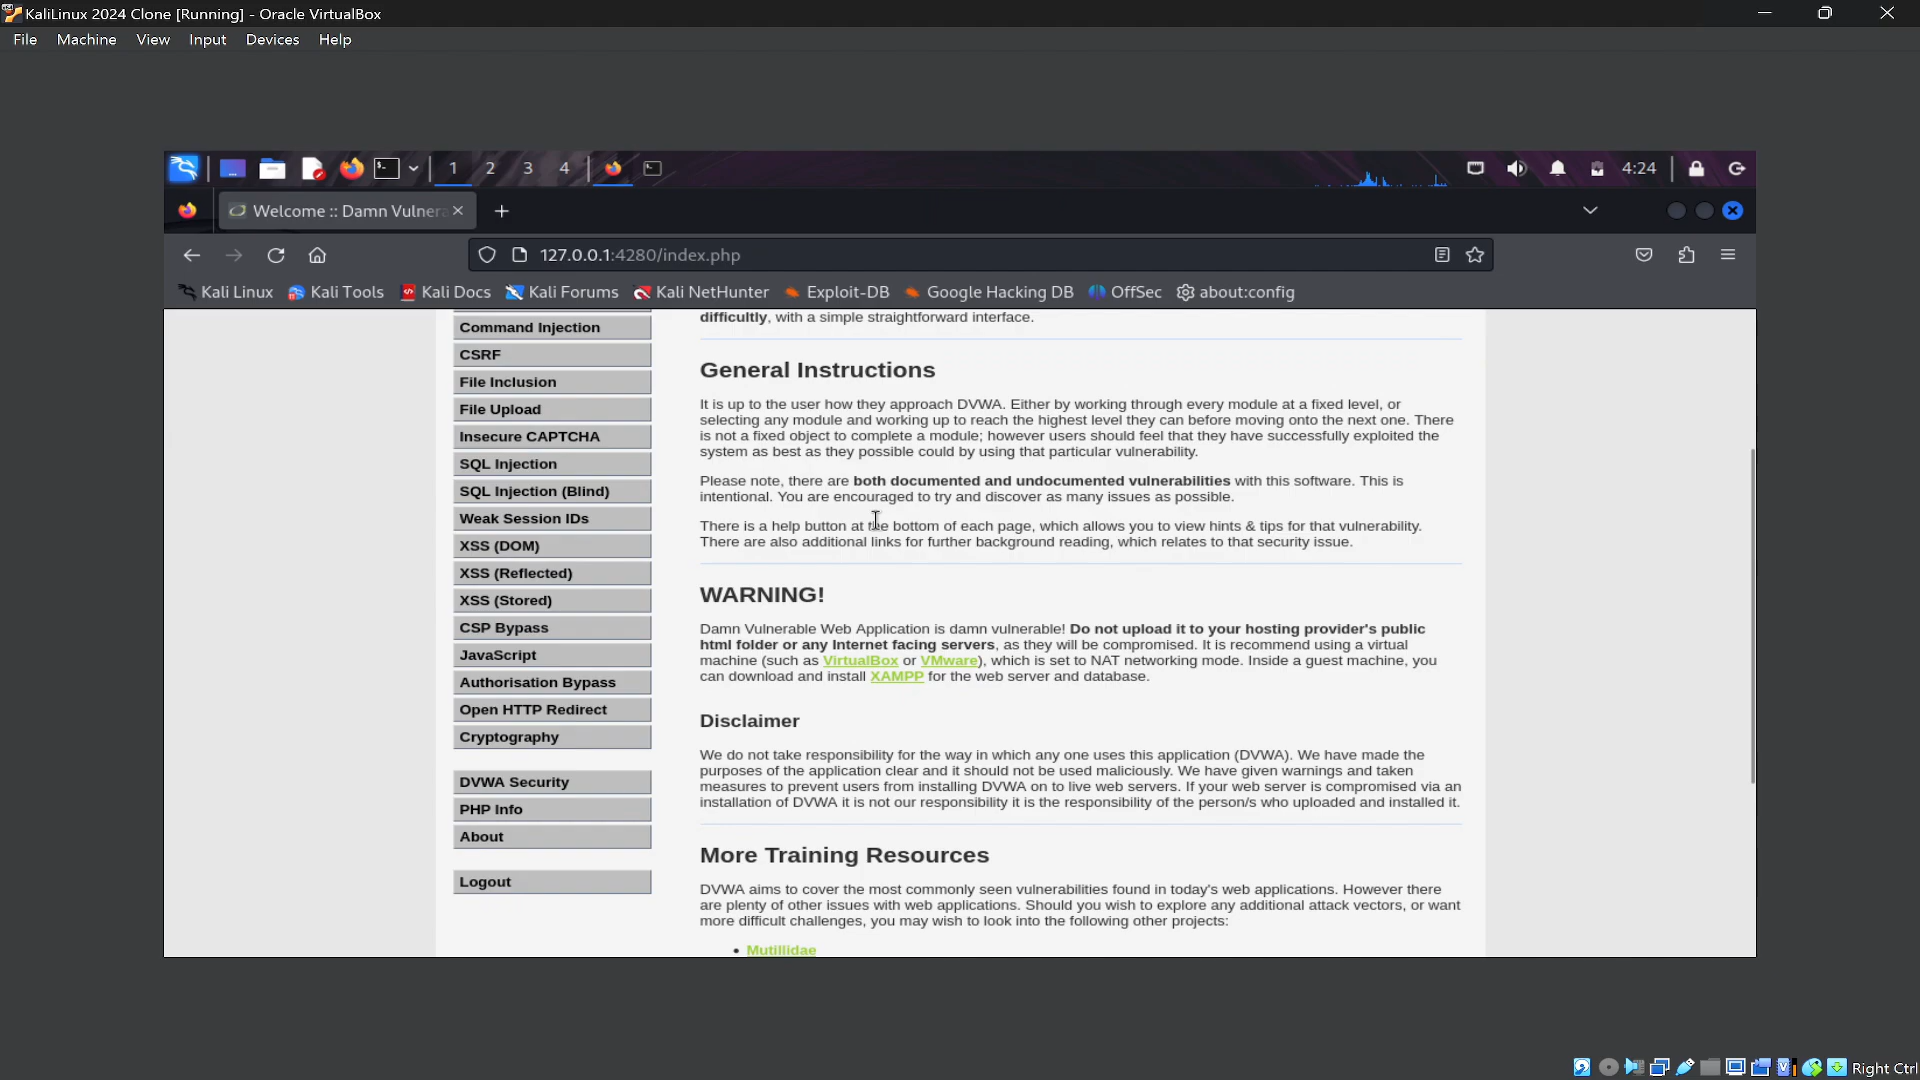 KaliLinux 2024 Clone [Running] - Oracle VirtualBox
File Machine View Input Devices Help
1 2 3 4 4:24
Welcome :: Damn Vulnera
127.0.0.1:4280/index.php
Kali Linux Kali Tools Kali Docs Kali Forums Kali NetHunter Exploit-DB Google Hacking DB OffSec about:config
Command Injection
CSRF
File Inclusion
File Upload
Insecure CAPTCHA
SQL Injection
SQL Injection (Blind)
Weak Session IDs
XSS (DOM)
XSS (Reflected)
XSS (Stored)
CSP Bypass
JavaScript
Authorisation Bypass
Open HTTP Redirect
Cryptography
DVWA Security
PHP Info
About
Logout
difficultly, with a simple straightforward interface.
General Instructions
It is up to the user how they approach DVWA. Either by working through every module at a fixed level, or
selecting any module and working up to reach the highest level they can before moving onto the next one. There
is not a fixed object to complete a module; however users should feel that they have successfully exploited the
system as best as they possible could by using that particular vulnerability.
Please note, there are both documented and undocumented vulnerabilities with this software. This is
intentional. You are encouraged to try and discover as many issues as possible.
There is a help button at the bottom of each page, which allows you to view hints & tips for that vulnerability.
There are also additional links for further background reading, which relates to that security issue.
WARNING!
Damn Vulnerable Web Application is damn vulnerable! Do not upload it to your hosting provider's public
html folder or any Internet facing servers, as they will be compromised. It is recommend using a virtual
machine (such as VirtualBox or VMware), which is set to NAT networking mode. Inside a guest machine, you
can download and install XAMPP for the web server and database.
Disclaimer
We do not take responsibility for the way in which any one uses this application (DVWA). We have made the
purposes of the application clear and it should not be used maliciously. We have given warnings and taken
measures to prevent users from installing DVWA on to live web servers. If your web server is compromised via an
installation of DVWA it is not our responsibility it is the responsibility of the person/s who uploaded and installed it.
More Training Resources
DVWA aims to cover the most commonly seen vulnerabilities found in today's web applications. However there
are plenty of other issues with web applications. Should you wish to explore any additional attack vectors, or want
more difficult challenges, you may wish to look into the following other projects:
• Mutillidae
Right Ctrl